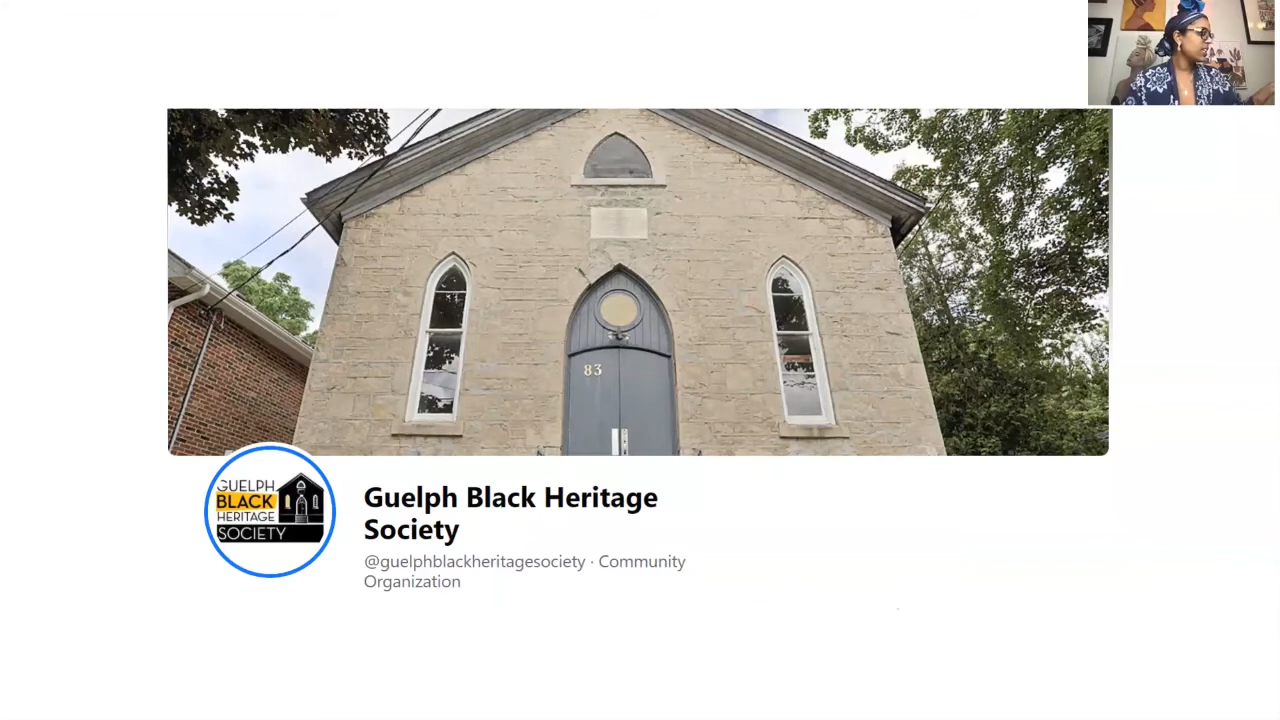 83
GUELPH
BLACK
HERITAGE
SOCIETY
Guelph Black Heritage
Society
@guelphblackheritagesociety · Community
Organization